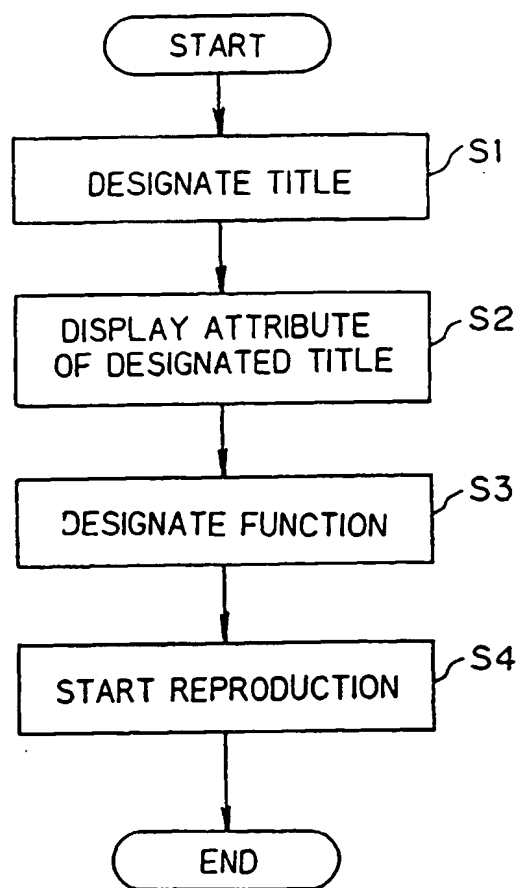 START
DESIGNATE TITLE
S1
DISPLAY ATTRIBUTE
OF DESIGNATED TITLE
S2
DESIGNATE FUNCTION
S3
START REPRODUCTION
S4
END